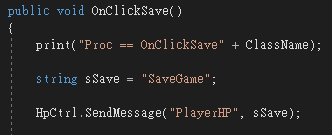 public void OnClickSave()
{
print("Proc == OnClickSave" + ClassName);
string sSave = "SaveGame";
HpCtrl.SendMessage("PlayerHP", sSave);